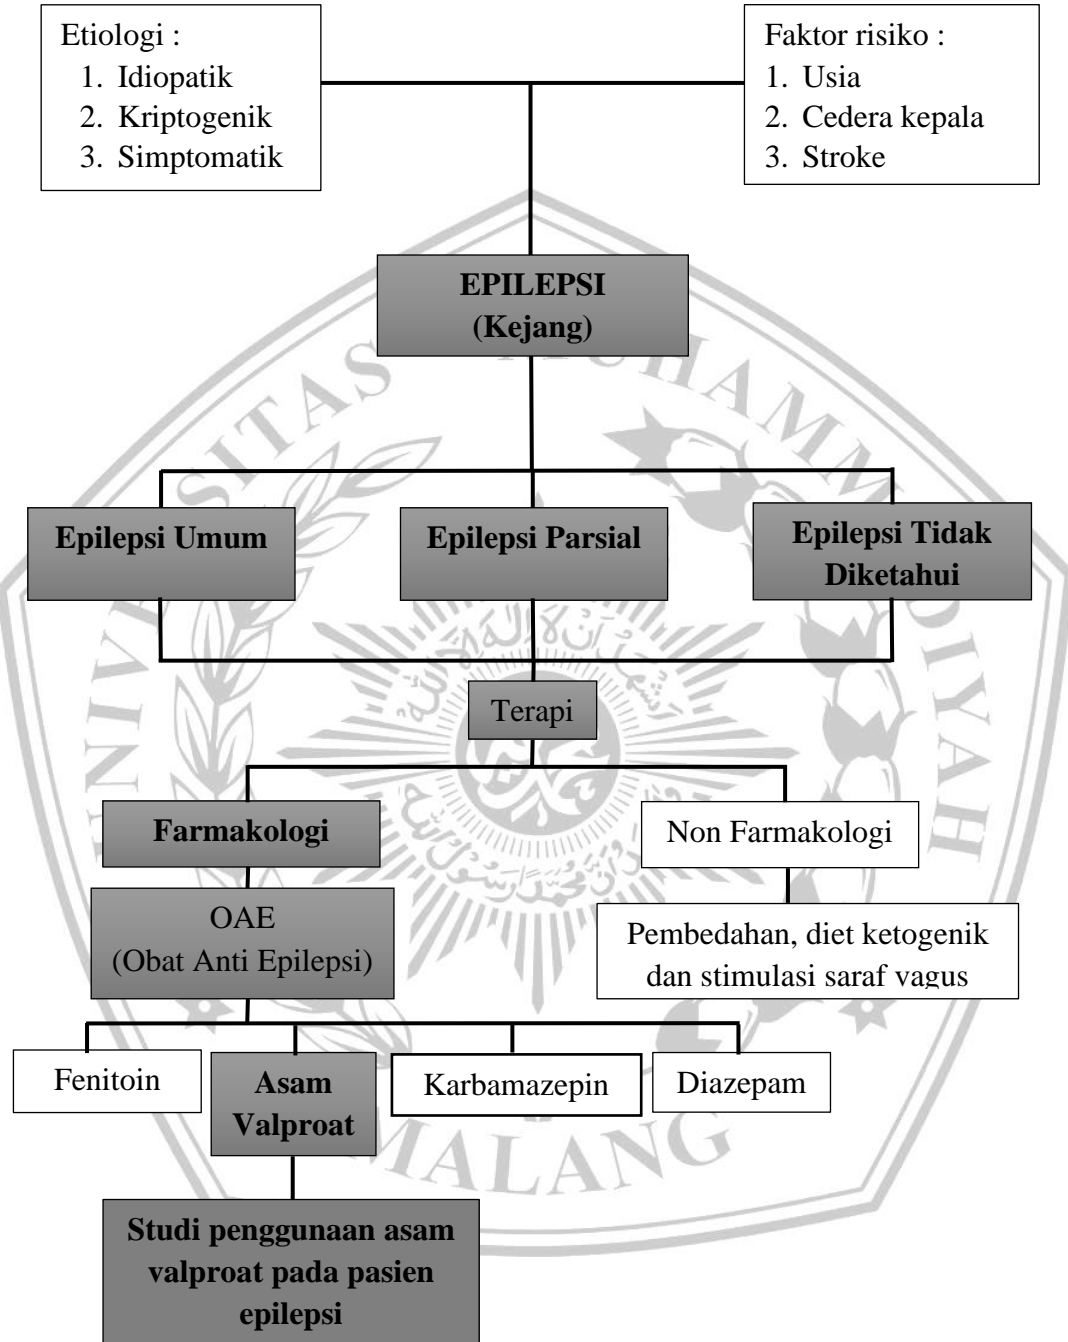 Etiologi :
1. Idiopatik
2. Kriptogenik
3. Simptomatik
Faktor risiko :
1. Usia
2. Cedera kepala
3. Stroke
EPILEPSI
(Kejang)
Epilepsi Umum
Epilepsi Parsial
Epilepsi Tidak
Diketahui
Terapi
Farmakologi
Non Farmakologi
OAE
(Obat Anti Epilepsi)
Pembedahan, diet ketogenik
dan stimulasi saraf vagus
Fenitoin
Asam
Valproat
Karbamazepin
Diazepam
Studi penggunaan asam
valproat pada pasien
epilepsi
UNIVERSITAS MUHAMMADIYAH
MALANG